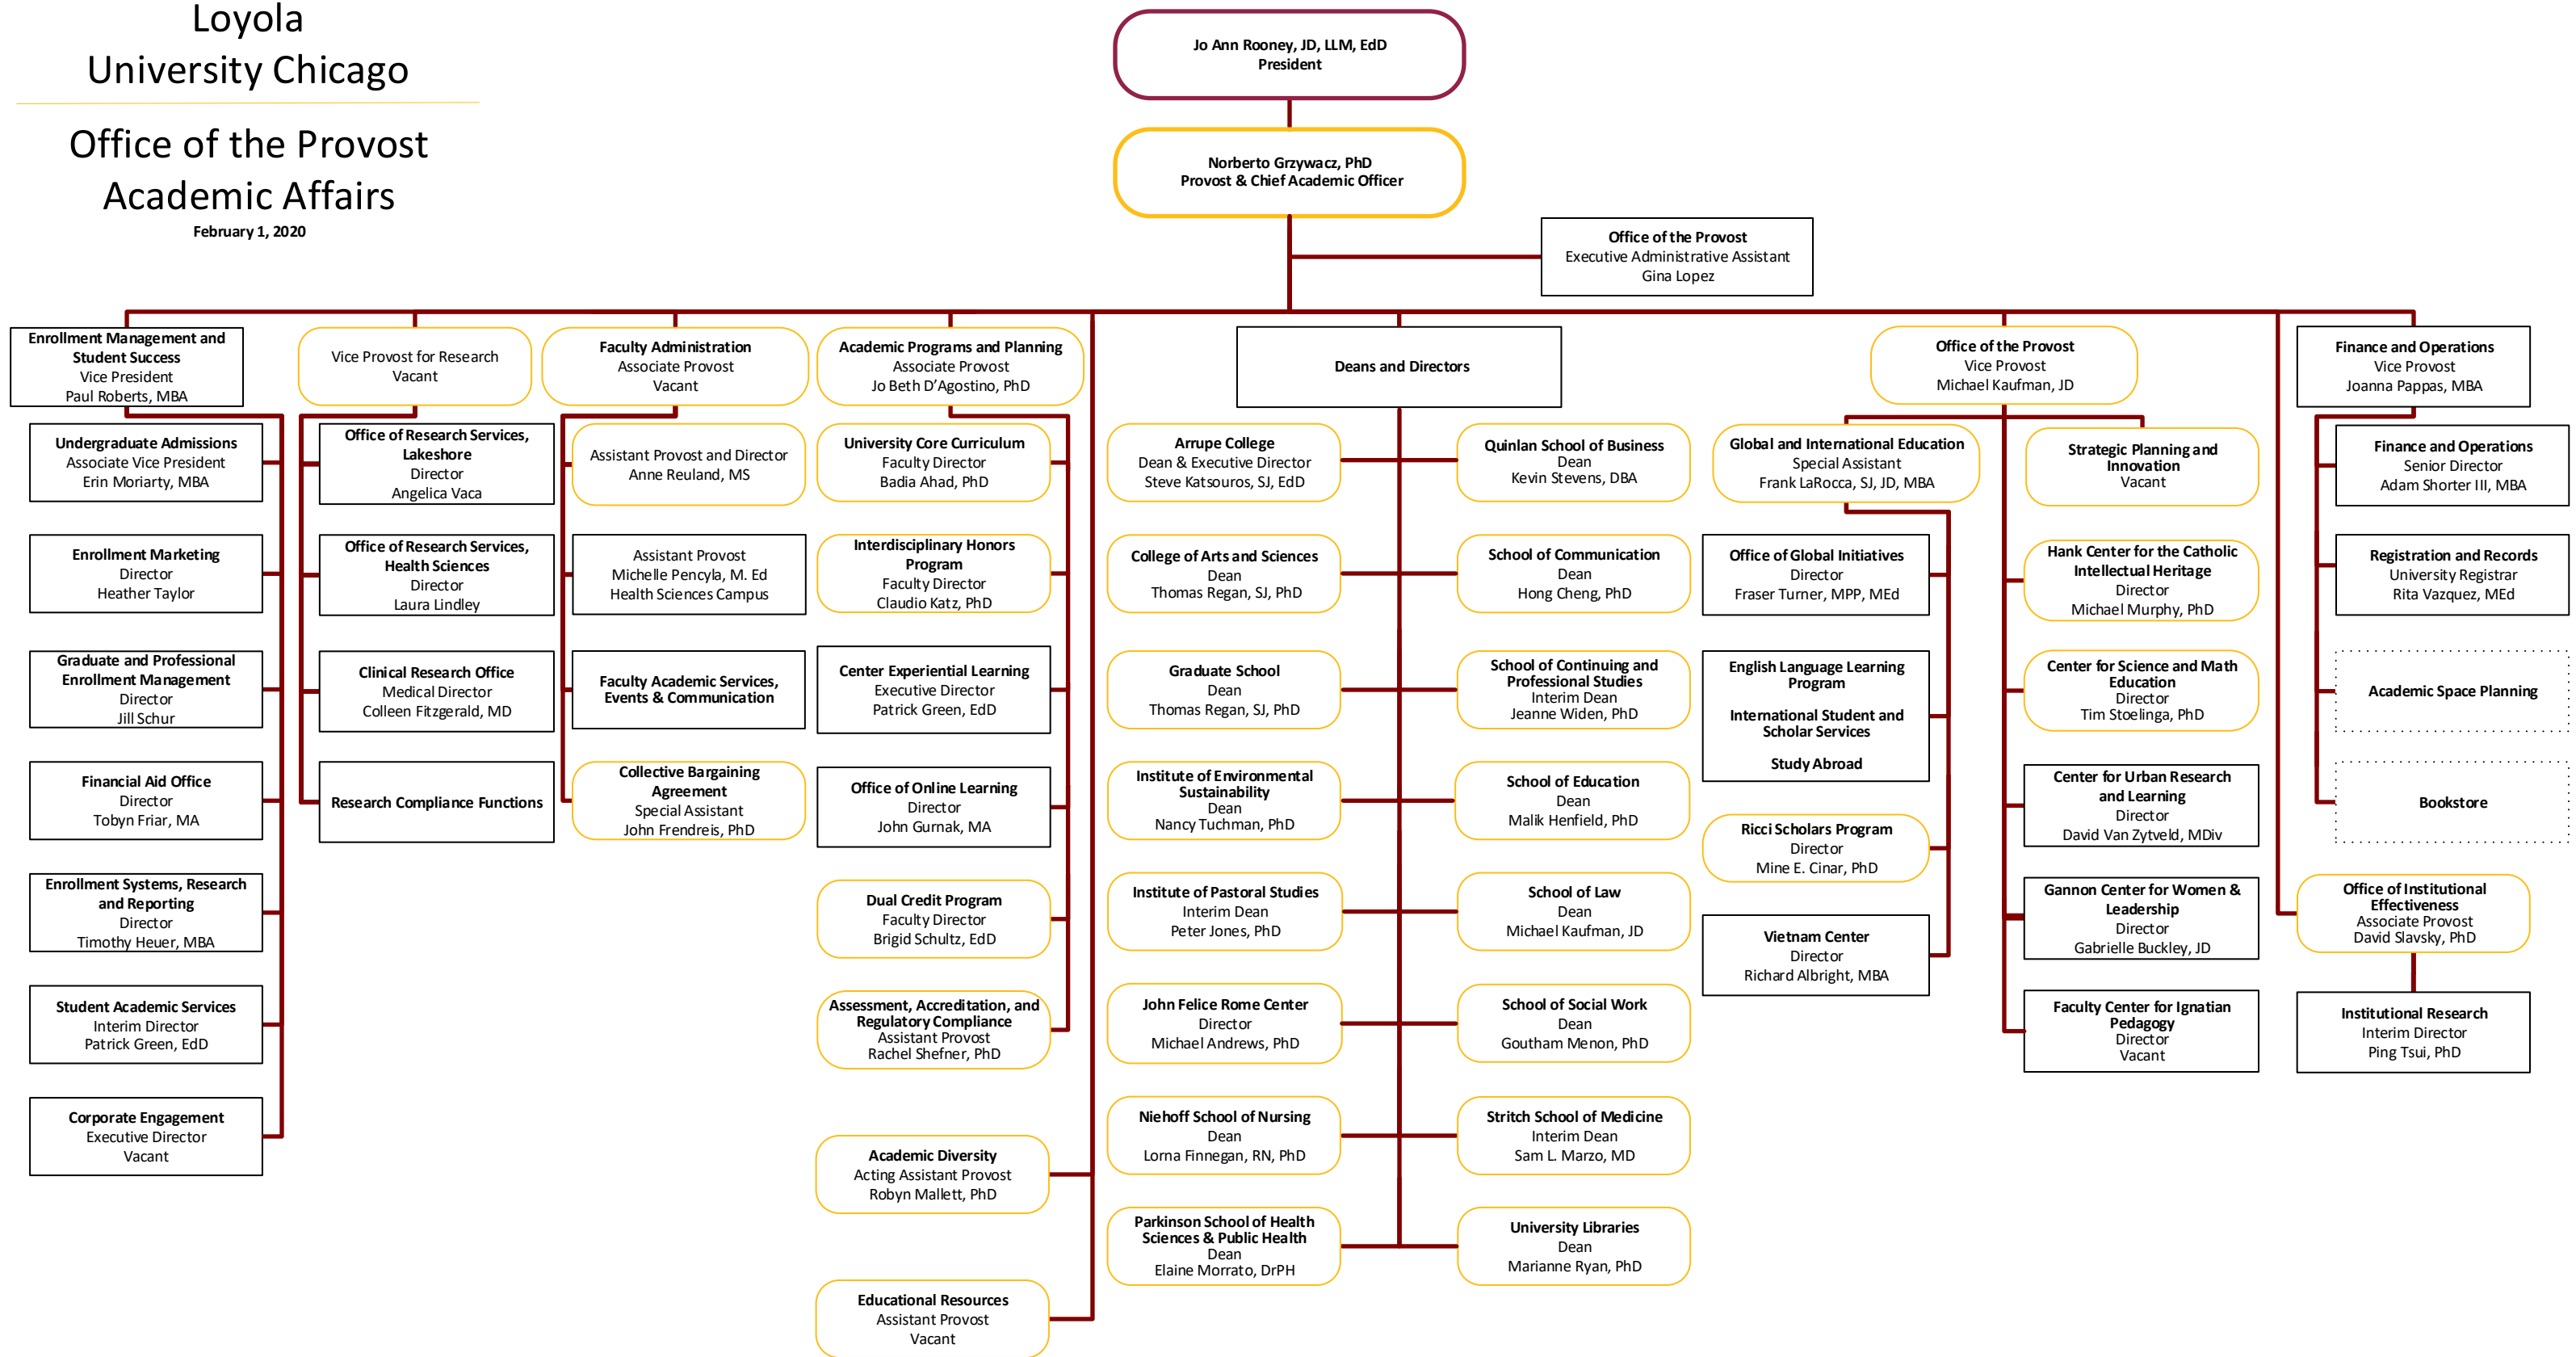 Loyola
University Chicago
Office of the Provost
Academic Affairs
February 1, 2020
Jo Ann Rooney, JD, LLM, EdD
President
Norberto Grzywacz, PhD
Provost & Chief Academic Officer
Office of the Provost
Executive Administrative Assistant
Gina Lopez
Enrollment Management and
Student Success
Vice President
Paul Roberts, MBA
Undergraduate Admissions
Associate Vice President
Erin Moriarty, MBA
Enrollment Marketing
Director
Heather Taylor
Graduate and Professional
Enrollment Management
Director
Jill Schur
Financial Aid Office
Director
Tobyn Friar, MA
Enrollment Systems, Research
and Reporting
Director
Timothy Heuer, MBA
Student Academic Services
Interim Director
Patrick Green, EdD
Corporate Engagement
Executive Director
Vacant
Vice Provost for Research
Vacant
Office of Research Services,
Lakeshore
Director
Angelica Vaca
Office of Research Services,
Health Sciences
Director
Laura Lindley
Clinical Research Office
Medical Director
Colleen Fitzgerald, MD
Research Compliance Functions
Faculty Administration
Associate Provost
Vacant
Assistant Provost and Director
Anne Reuland, MS
Assistant Provost
Michelle Pencyla, M. Ed
Health Sciences Campus
Faculty Academic Services,
Events & Communication
Collective Bargaining
Agreement
Special Assistant
John Frendreis, PhD
Academic Programs and Planning
Associate Provost
Jo Beth D’Agostino, PhD
University Core Curriculum
Faculty Director
Badia Ahad, PhD
Interdisciplinary Honors
Program
Faculty Director
Claudio Katz, PhD
Center Experiential Learning
Executive Director
Patrick Green, EdD
Office of Online Learning
Director
John Gurnak, MA
Dual Credit Program
Faculty Director
Brigid Schultz, EdD
Assessment, Accreditation, and
Regulatory Compliance
Assistant Provost
Rachel Shefner, PhD
Academic Diversity
Acting Assistant Provost
Robyn Mallett, PhD
Educational Resources
Assistant Provost
Vacant
Deans and Directors
Arrupe College
Dean & Executive Director
Steve Katsouros, SJ, EdD
Quinlan School of Business
Dean
Kevin Stevens, DBA
College of Arts and Sciences
Dean
Thomas Regan, SJ, PhD
School of Communication
Dean
Hong Cheng, PhD
Graduate School
Dean
Thomas Regan, SJ, PhD
School of Continuing and
Professional Studies
Interim Dean
Jeanne Widen, PhD
Institute of Environmental
Sustainability
Dean
Nancy Tuchman, PhD
School of Education
Dean
Malik Henfield, PhD
Institute of Pastoral Studies
Interim Dean
Peter Jones, PhD
School of Law
Dean
Michael Kaufman, JD
John Felice Rome Center
Director
Michael Andrews, PhD
School of Social Work
Dean
Goutham Menon, PhD
Niehoff School of Nursing
Dean
Lorna Finnegan, RN, PhD
Stritch School of Medicine
Interim Dean
Sam L. Marzo, MD
Parkinson School of Health
Sciences & Public Health
Dean
Elaine Morrato, DrPH
University Libraries
Dean
Marianne Ryan, PhD
Office of the Provost
Vice Provost
Michael Kaufman, JD
Global and International Education
Special Assistant
Frank LaRocca, SJ, JD, MBA
Office of Global Initiatives
Director
Fraser Turner, MPP, MEd
English Language Learning
Program
International Student and
Scholar Services
Study Abroad
Ricci Scholars Program
Director
Mine E. Cinar, PhD
Vietnam Center
Director
Richard Albright, MBA
Strategic Planning and
Innovation
Vacant
Hank Center for the Catholic
Intellectual Heritage
Director
Michael Murphy, PhD
Center for Science and Math
Education
Director
Tim Stoelinga, PhD
Center for Urban Research
and Learning
Director
David Van Zytveld, MDiv
Gannon Center for Women &
Leadership
Director
Gabrielle Buckley, JD
Faculty Center for Ignatian
Pedagogy
Director
Vacant
Finance and Operations
Vice Provost
Joanna Pappas, MBA
Finance and Operations
Senior Director
Adam Shorter III, MBA
Registration and Records
University Registrar
Rita Vazquez, MEd
Academic Space Planning
Bookstore
Office of Institutional
Effectiveness
Associate Provost
David Slavsky, PhD
Institutional Research
Interim Director
Ping Tsui, PhD